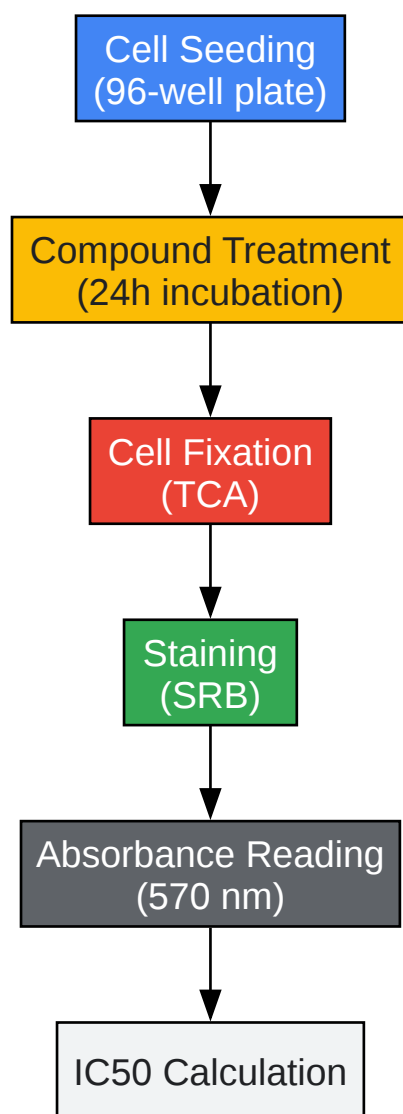 Cell Seeding
(96-well plate)
Compound Treatment
(24h incubation)
Cell Fixation
(TCA)
Staining
(SRB)
Absorbance Reading
(570 nm)
IC50 Calculation